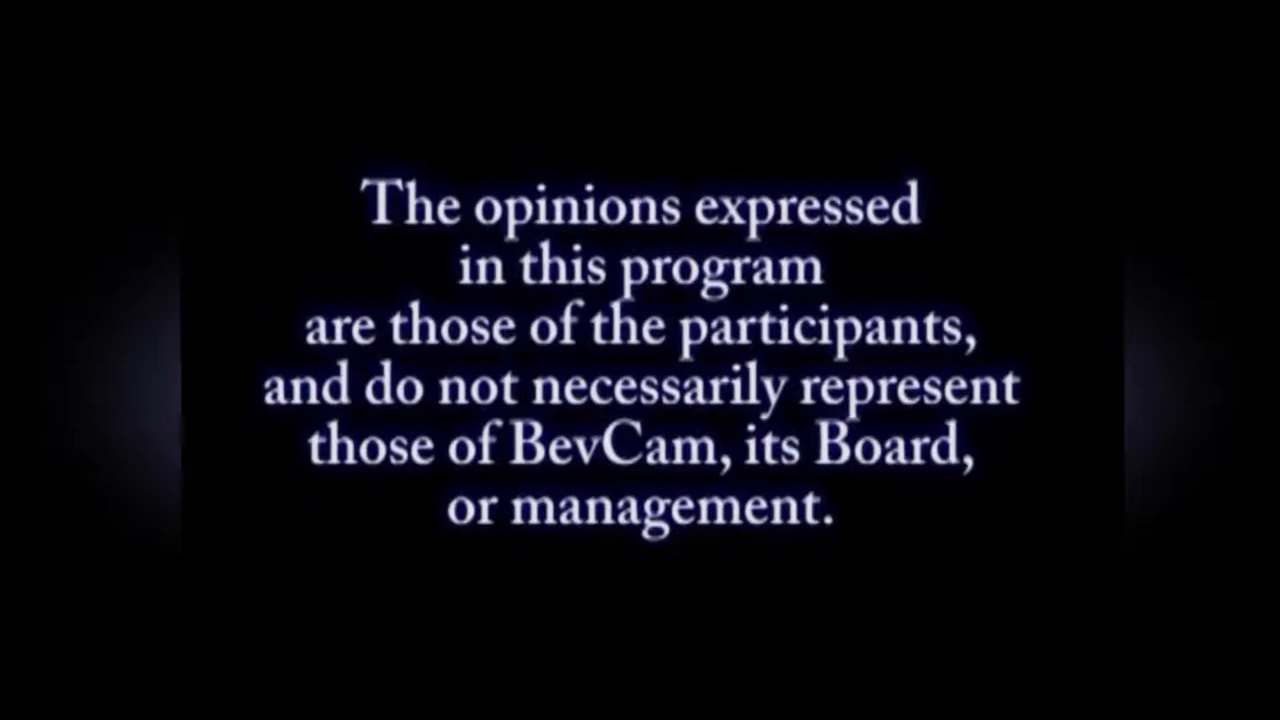 The opinions expressed
in this program
are those of the participants,
and do not necessarily represent
those of BevCam, its Board,
or management.